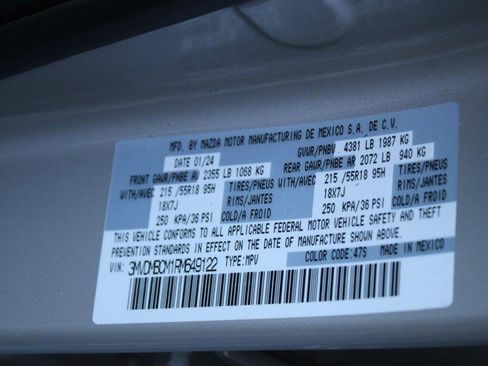 MFD. BY MAZDA MOTOR MANUFACTURING DE MEXICO S.A. DE C.V.
DATE 01/24 GVWR/PNBV 4381 LB 1987 KG
FRONT GAWR/PNBE AV 2355 LB 1068 KG REAR GAWR/PNBE AR 2072 LB 940 KG
WITH/AVEC 215 /55R18 95H TIRES/PNEUS WITH/AVEC 215 /55R18 95H TIRES/PNEUS
18X7J RIMS/JANTES 18X7J RIMS/JANTES
250 KPA/36 PSI COLD/A FROID 250 KPA/36 PSI COLD/A FROID
THIS VEHICLE CONFORMS TO ALL APPLICABLE FEDERAL MOTOR VEHICLE SAFETY AND THEFT
PREVENTION STANDARDS IN EFFECT ON THE DATE OF MANUFACTURE SHOWN ABOVE.
VIN: 3MVDMBCM1RM649122 TYPE:MPV COLOR CODE:47S MADE IN MEXICO